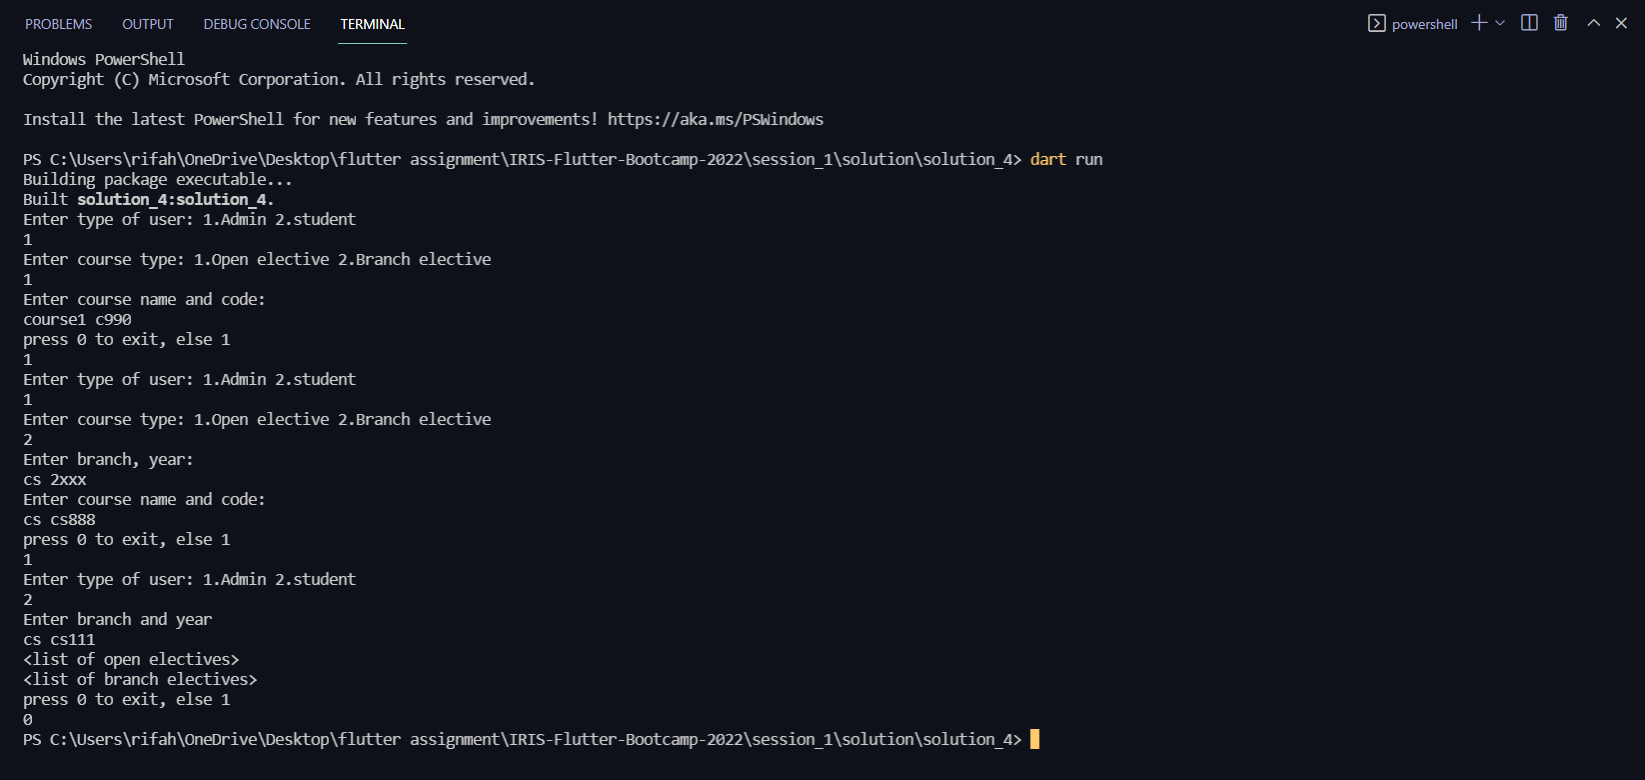 PROBLEMS OUTPUT DEBUG CONSOLE TERMINAL powershell
Windows PowerShell
Copyright (C) Microsoft Corporation. All rights reserved.
Install the latest PowerShell for new features and improvements! https://aka.ms/PSWindows
PS C:\Users\rifah\OneDrive\Desktop\flutter assignment\IRIS-Flutter-Bootcamp-2022\session_1\solution\solution_4> dart run
Building package executable...
Built solution_4:solution_4.
Enter type of user: 1.Admin 2.student
1
Enter course type: 1.Open elective 2.Branch elective
1
Enter course name and code:
course1 c990
press 0 to exit, else 1
1
Enter type of user: 1.Admin 2.student
1
Enter course type: 1.Open elective 2.Branch elective
2
Enter branch, year:
cs 2xxx
Enter course name and code:
cs cs888
press 0 to exit, else 1
1
Enter type of user: 1.Admin 2.student
2
Enter branch and year
cs cs111
<list of open electives>
<list of branch electives>
press 0 to exit, else 1
0
PS C:\Users\rifah\OneDrive\Desktop\flutter assignment\IRIS-Flutter-Bootcamp-2022\session_1\solution\solution_4>